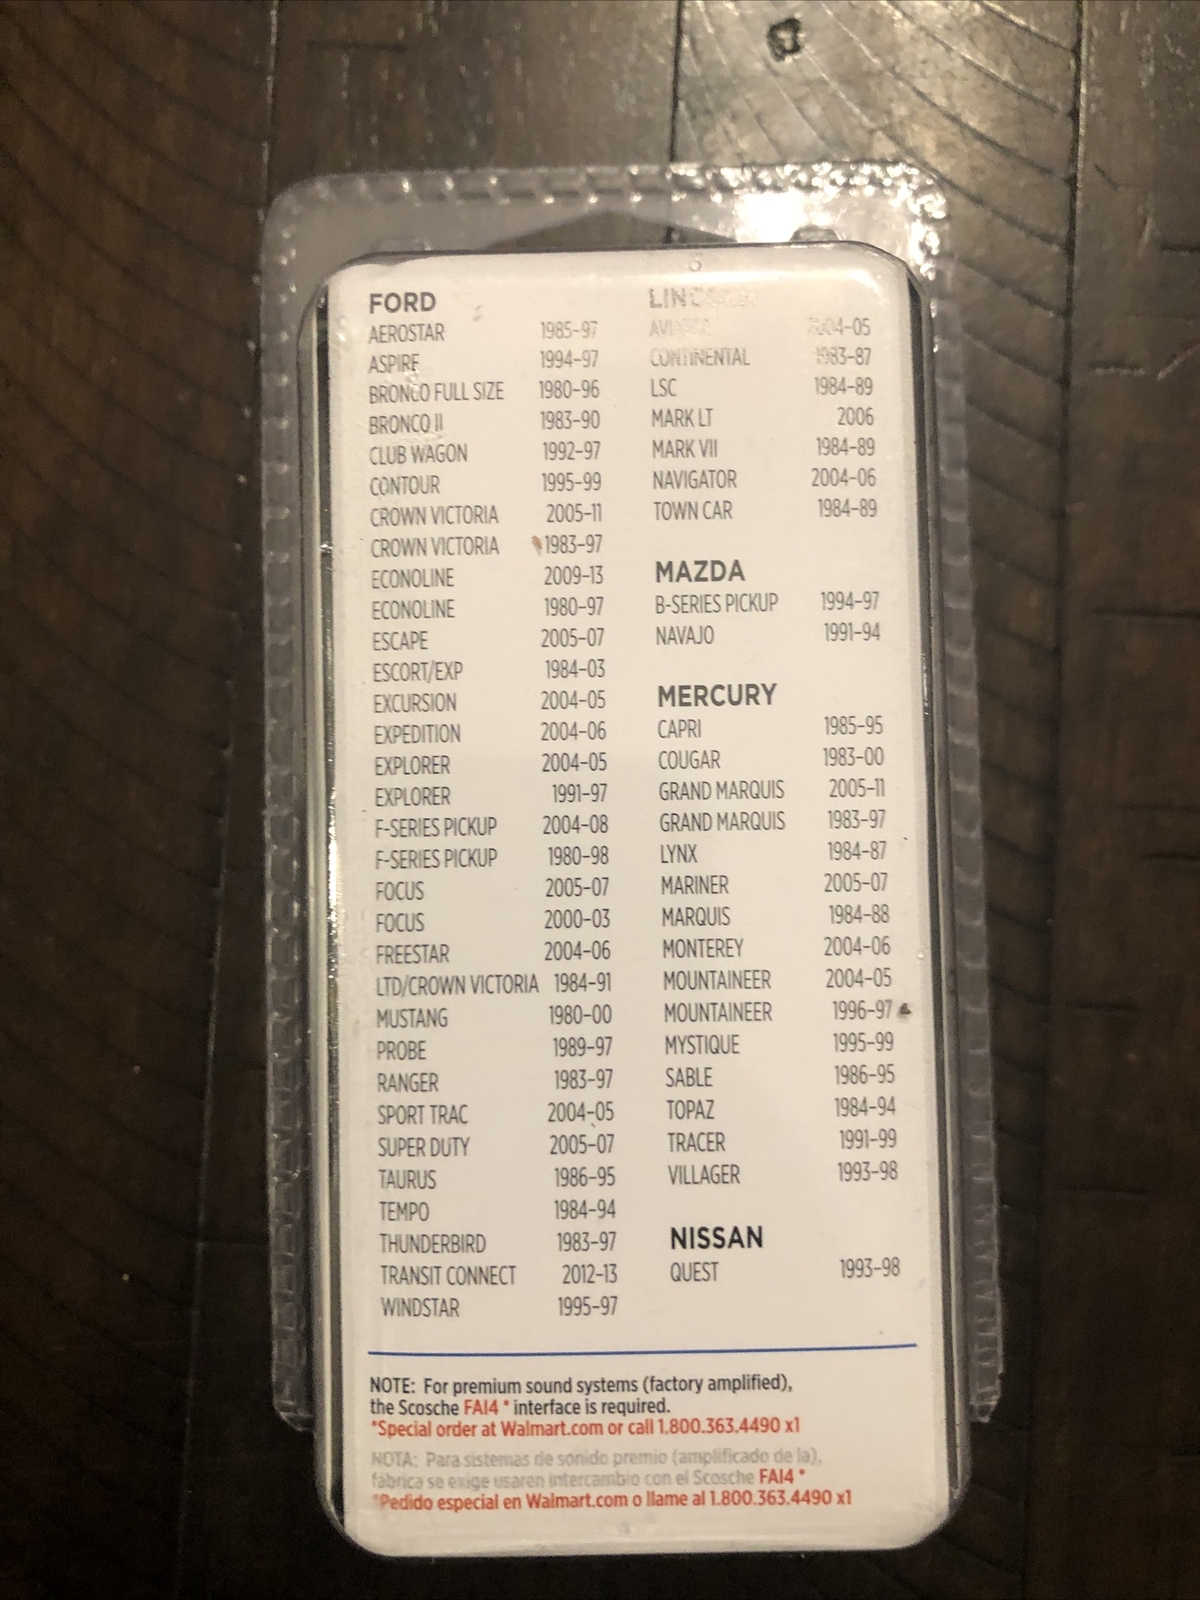 FORD
AEROSTAR 1985-97
ASPIRE 1994-97
BRONCO FULL SIZE 1980-96
BRONCO II 1983-90
CLUB WAGON 1992-97
CONTOUR 1995-99
CROWN VICTORIA 2005-11
CROWN VICTORIA 1983-97
ECONOLINE 2009-13
ECONOLINE 1980-97
ESCAPE 2005-07
ESCORT/EXP 1984-03
EXCURSION 2004-05
EXPEDITION 2004-06
EXPLORER 2004-05
EXPLORER 1991-97
F-SERIES PICKUP 2004-08
F-SERIES PICKUP 1980-98
FOCUS 2005-07
FOCUS 2000-03
FREESTAR 2004-06
LTD/CROWN VICTORIA 1984-91
MUSTANG 1980-00
PROBE 1989-97
RANGER 1983-97
SPORT TRAC 2004-05
SUPER DUTY 2005-07
TAURUS 1986-95
TEMPO 1984-94
THUNDERBIRD 1983-97
TRANSIT CONNECT 2012-13
WINDSTAR 1995-97
2004-05
CONTINENTAL 1983-87
LSC 1984-89
MARK LT 2006
MARK VII 1984-89
NAVIGATOR 2004-06
TOWN CAR 1984-89
MAZDA
B-SERIES PICKUP 1994-97
NAVAJO 1991-94
MERCURY
CAPRI 1985-95
COUGAR 1983-00
GRAND MARQUIS 2005-11
GRAND MARQUIS 1983-97
LYNX 1984-87
MARINER 2005-07
MARQUIS 1984-88
MONTEREY 2004-06
MOUNTAINEER 2004-05
MOUNTAINEER 1996-97
MYSTIQUE 1995-99
SABLE 1986-95
TOPAZ 1984-94
TRACER 1991-99
VILLAGER 1993-98
NISSAN
QUEST 1993-98
NOTE: For premium sound systems (factory amplified),
the Scosche FAI4 * interface is required.
*Special order at Walmart.com or call 1.800.363.4490 x1
NOTA: Para sistemas de sonido premio (amplificado de la),
fábrica se exige usaren intercambio con el Scosche FAI4 *
*Pedido especial en Walmart.com o llame al 1.800.363.4490 x1